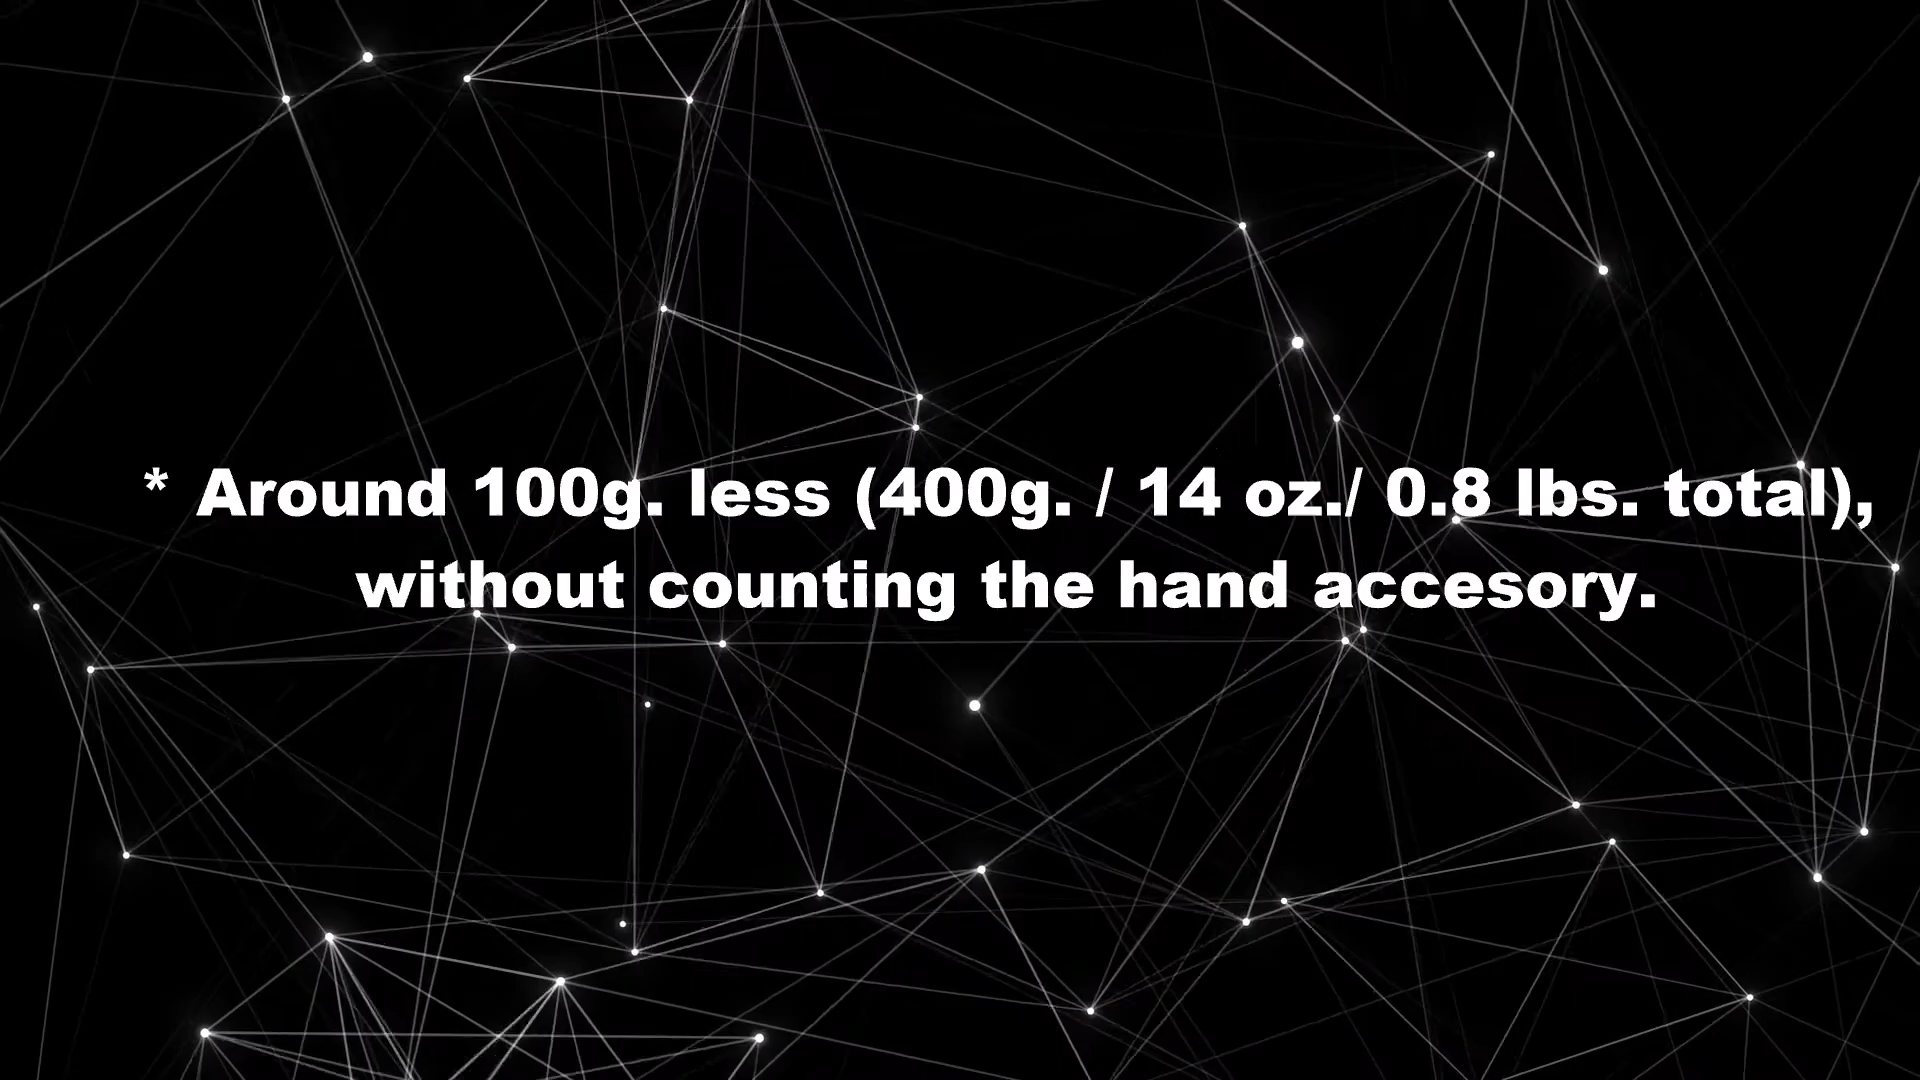 * Around 100g. less (400g. / 14 oz./ 0.8 lbs. total),
without counting the hand accesory.